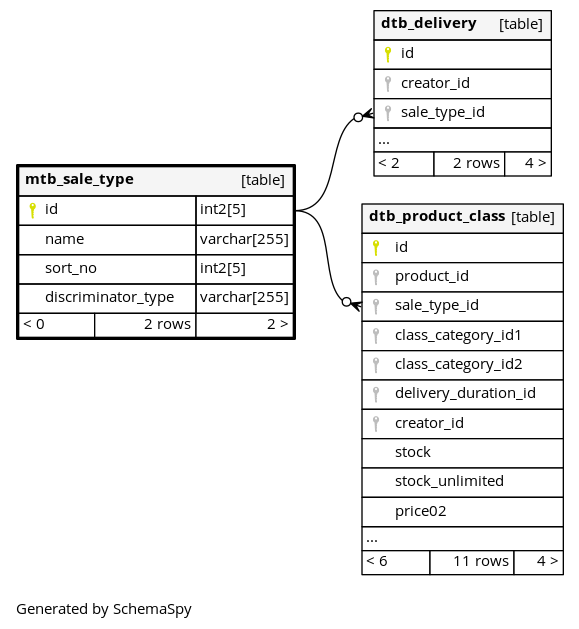 dtb_delivery [table]
id
creator_id
sale_type_id
...
< 2 2 rows 4 >
mtb_sale_type [table]
id int2[5]
name varchar[255]
sort_no int2[5]
discriminator_type varchar[255]
< 0 2 rows 2 >
dtb_product_class [table]
id
product_id
sale_type_id
class_category_id1
class_category_id2
delivery_duration_id
creator_id
stock
stock_unlimited
price02
...
< 6 11 rows 4 >
Generated by SchemaSpy